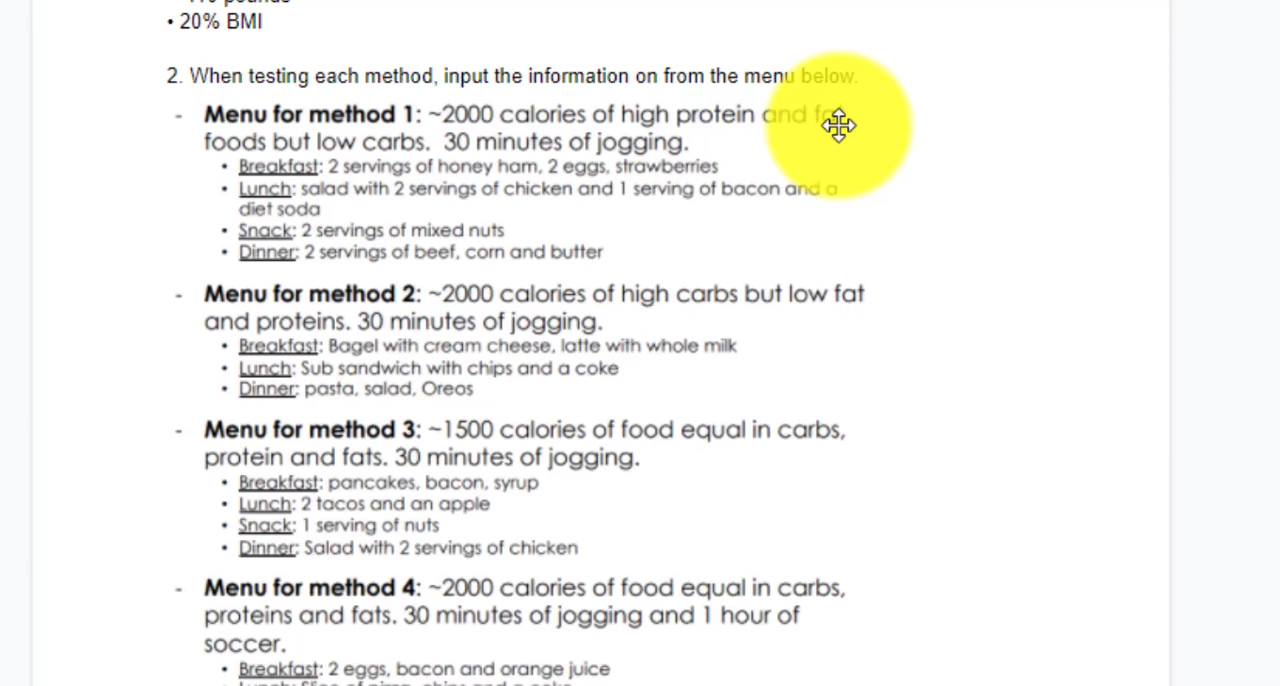 • 20% BMI
2. When testing each method, input the information on from the menu below.
- Menu for method 1: ~2000 calories of high protein and fat
foods but low carbs. 30 minutes of jogging.
• Breakfast: 2 servings of honey ham, 2 eggs, strawberries
• Lunch: salad with 2 servings of chicken and 1 serving of bacon and a
diet soda
• Snack: 2 servings of mixed nuts
• Dinner: 2 servings of beef, corn and butter
- Menu for method 2: ~2000 calories of high carbs but low fat
and proteins. 30 minutes of jogging.
• Breakfast: Bagel with cream cheese, latte with whole milk
• Lunch: Sub sandwich with chips and a coke
• Dinner: pasta, salad, Oreos
- Menu for method 3: ~1500 calories of food equal in carbs,
protein and fats. 30 minutes of jogging.
• Breakfast: pancakes, bacon, syrup
• Lunch: 2 tacos and an apple
• Snack: 1 serving of nuts
• Dinner: Salad with 2 servings of chicken
- Menu for method 4: ~2000 calories of food equal in carbs,
proteins and fats. 30 minutes of jogging and 1 hour of
soccer.
• Breakfast: 2 eggs, bacon and orange juice